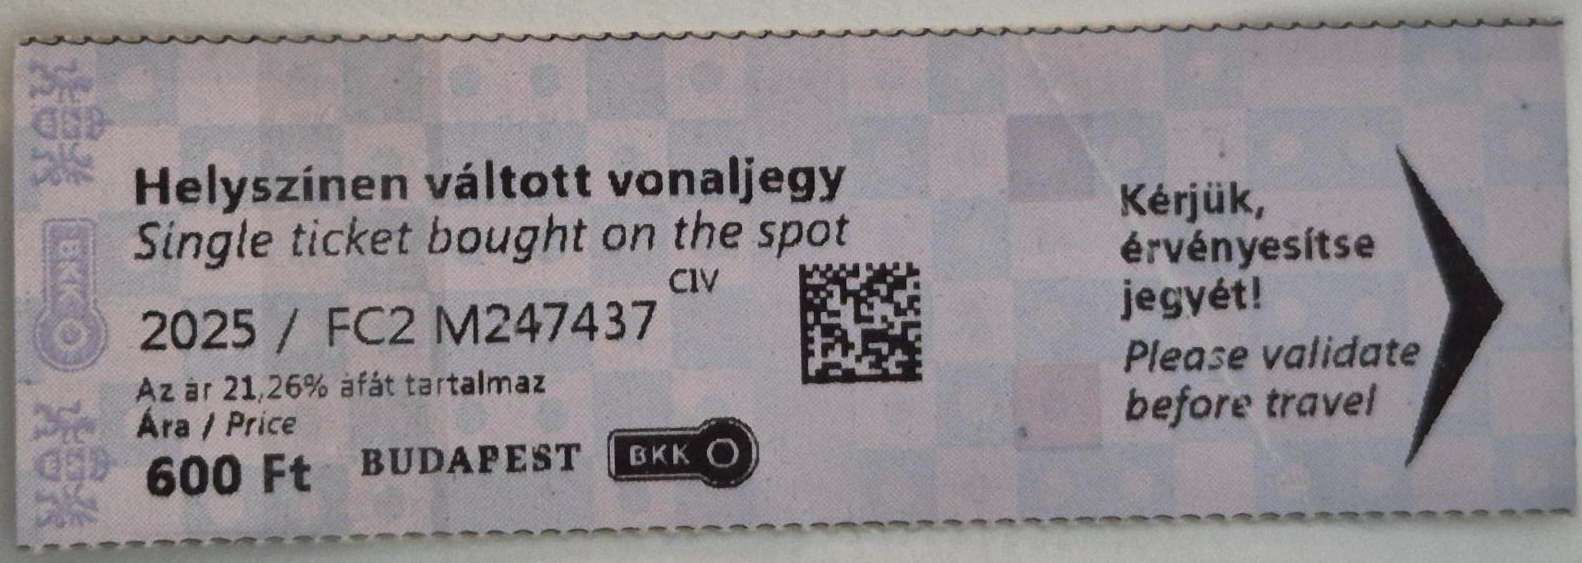 Helyszínen váltott vonaljegy
Single ticket bought on the spot
CIV
2025 / FC2 M247437
Az ár 21,26% áfát tartalmaz
Ára / Price
600 Ft
BUDAPEST
BKK
Kérjük,
érvényesítse
jegyét!
Please validate
before travel
BKK